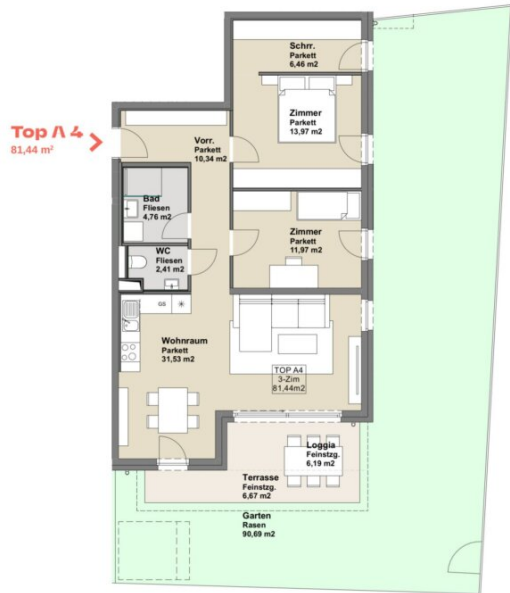 Schrr.
Parkett
6,46 m2
Zimmer
Parkett
13,97 m2
Top A 4
81,44 m²
Vorr.
Parkett
10,34 m2
Bad
Fliesen
4,76 m2
Zimmer
Parkett
11,97 m2
WC
Fliesen
2,41 m2
GS
Wohnraum
Parkett
31,53 m2
TOP A4
3-Zim
81,44m2
Loggia
Feinstzg.
6,19 m2
Terrasse
Feinstzg.
6,67 m2
Garten
Rasen
90,69 m2